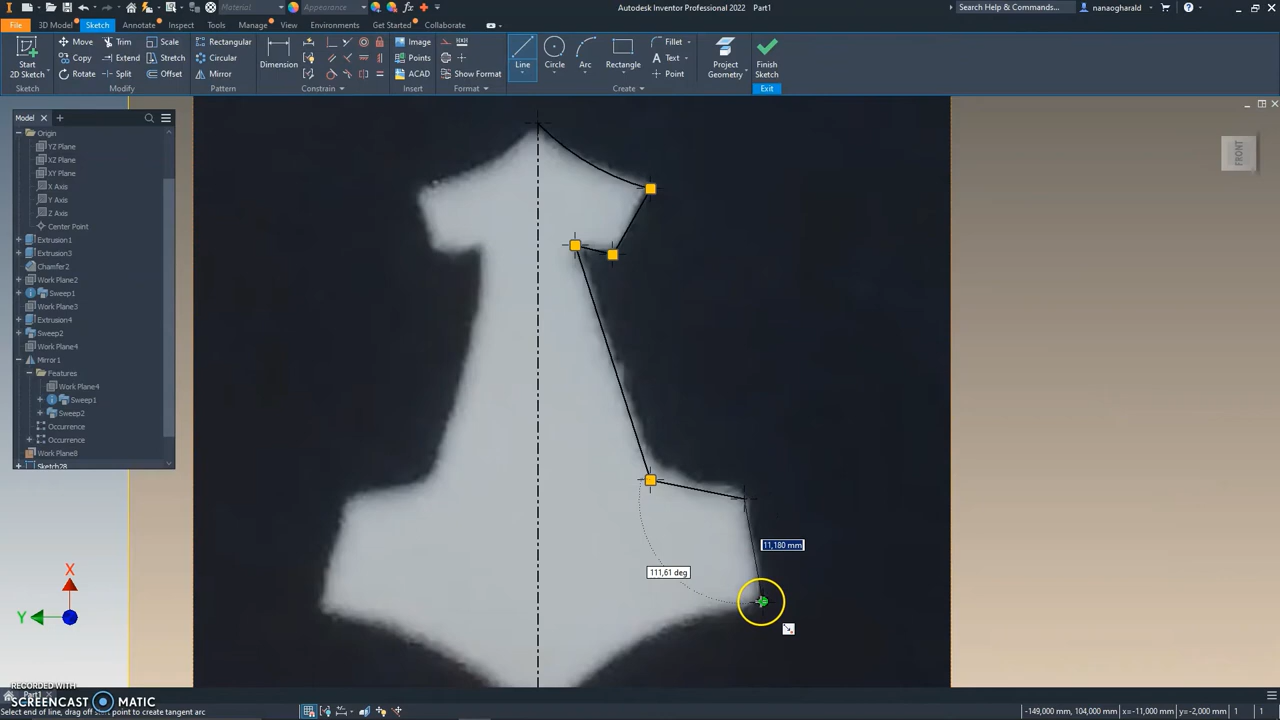 Material
Appearance
Autodesk Inventor Professional 2022 Part1
Search Help & Commands...
nanaogharald
File
3D Model
Sketch
Annotate
Inspect
Tools
Manage
View
Environments
Get Started
Collaborate
Start
2D Sketch
Move
Copy
Rotate
Trim
Extend
Split
Scale
Stretch
Offset
Rectangular
Circular
Mirror
Dimension
Image
Points
ACAD
Show Format
Line
Circle
Arc
Rectangle
Fillet
Text
Point
Project
Geometry
Finish
Sketch
Sketch
Modify
Pattern
Constrain
Insert
Format
Create
Exit
Model
Origin
YZ Plane
XZ Plane
XY Plane
X Axis
Y Axis
Z Axis
Center Point
Extrusion1
Extrusion3
Chamfer2
Work Plane2
Sweep1
Work Plane3
Extrusion4
Sweep2
Work Plane4
Mirror1
Features
Work Plane4
Sweep1
Sweep2
Occurrence
Occurrence
Work Plane8
Sketch28
FRONT
11,180 mm
111,61 deg
X
Y
Z
RECORDED WITH
SCREENCAST MATIC
Part1
Select end of line, drag off start point to create tangent arc
-149,000 mm, 104,000 mm
x=-11,000 mm
y=-2,000 mm
1
1